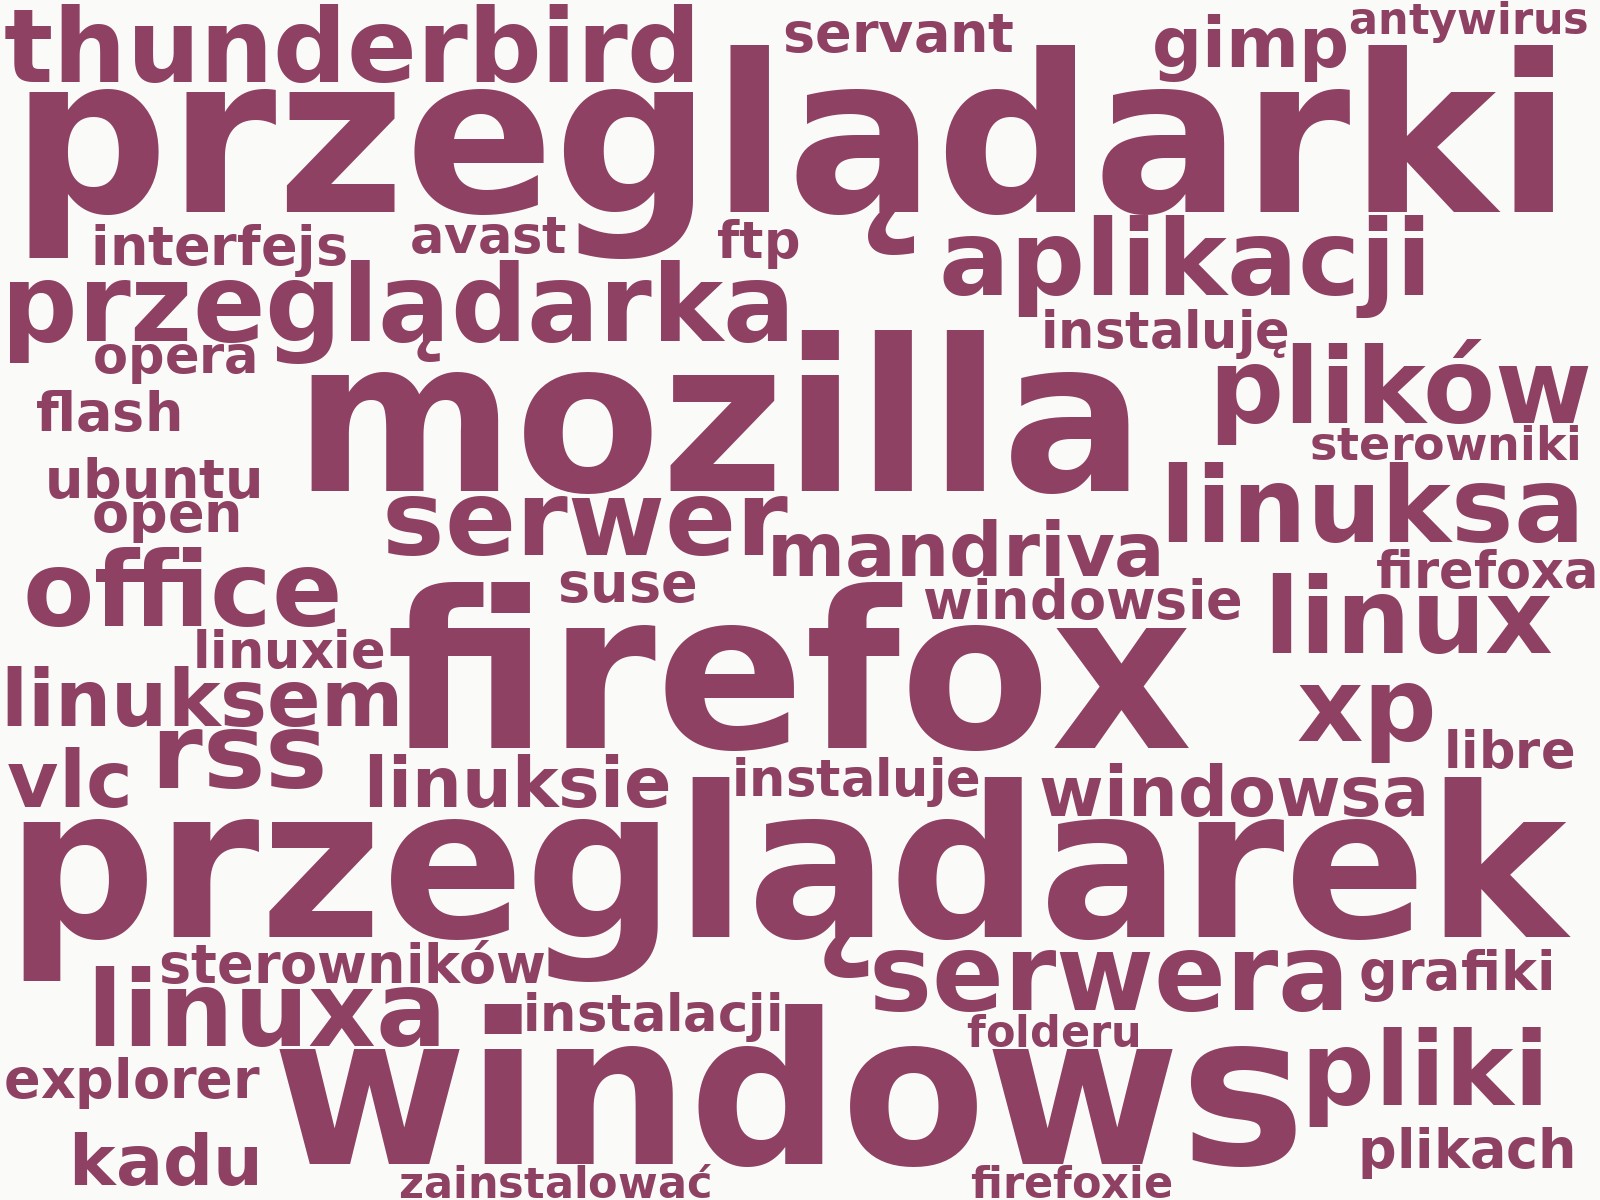 thunderbird
servant
gimp
antywirus
przeglądarki
interfejs
avast
ftp
aplikacji
przeglądarka
instaluję
opera
mozilla
plików
flash
sterowniki
ubuntu
open
serwer
linuksa
mandriva
office
suse
firefoxa
windowsie
linux
linuxie
firefox
linuksem
xp
rss
libre
vlc
linuksie
instaluje
windowsa
przeglądarek
sterowników
serwera
grafiki
linuxa
instalacji
folderu
windows
pliki
explorer
kadu
plikach
zainstalować
firefoxie